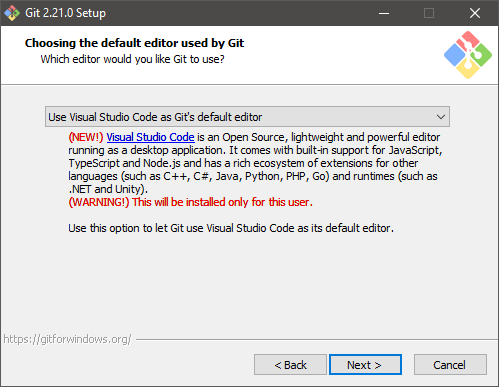 Git 2.21.0 Setup
Choosing the default editor used by Git
Which editor would you like Git to use?
Use Visual Studio Code as Git's default editor
(NEW!) Visual Studio Code is an Open Source, lightweight and powerful editor
running as a desktop application. It comes with built-in support for JavaScript,
TypeScript and Node.js and has a rich ecosystem of extensions for other
languages (such as C++, C#, Java, Python, PHP, Go) and runtimes (such as
.NET and Unity).
(WARNING!) This will be installed only for this user.
Use this option to let Git use Visual Studio Code as its default editor.
https://gitforwindows.org/
< Back
Next >
Cancel